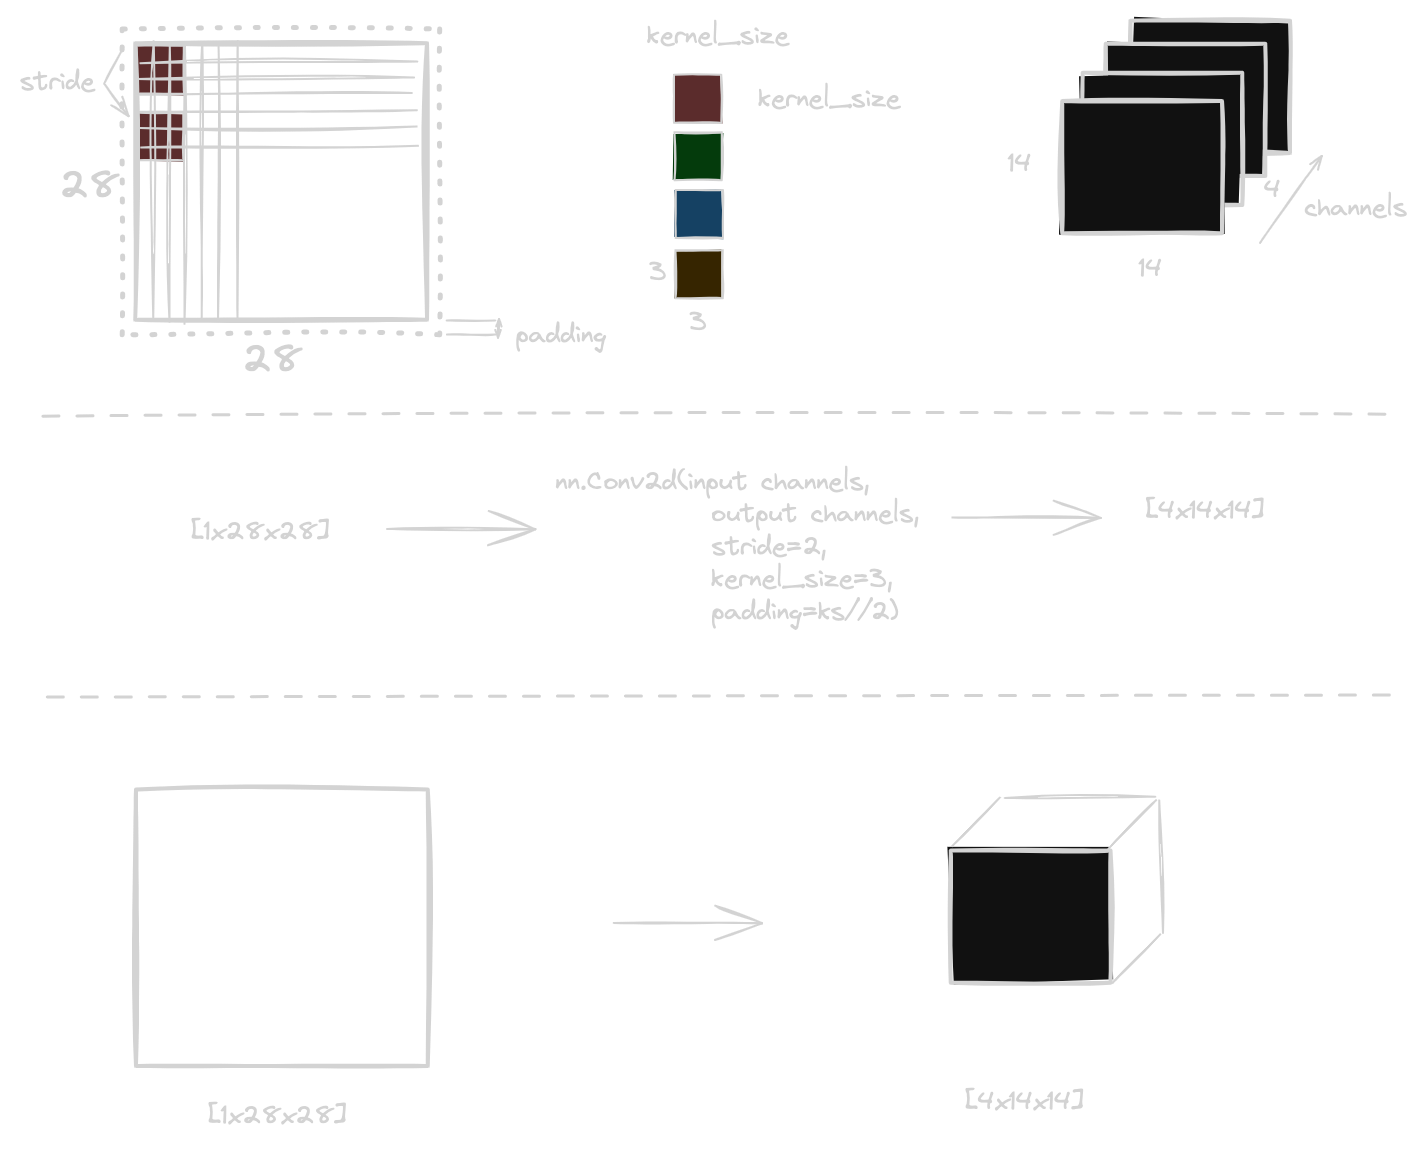 stride
28
28
padding
kernel_size
kernel_size
3
3
14
14
4
channels
[1x28x28]
nn.Conv2d(input channels,
output channels,
stride=2,
kernel_size=3,
padding=ks//2)
[4x14x14]
[1x28x28]
[4x14x14]